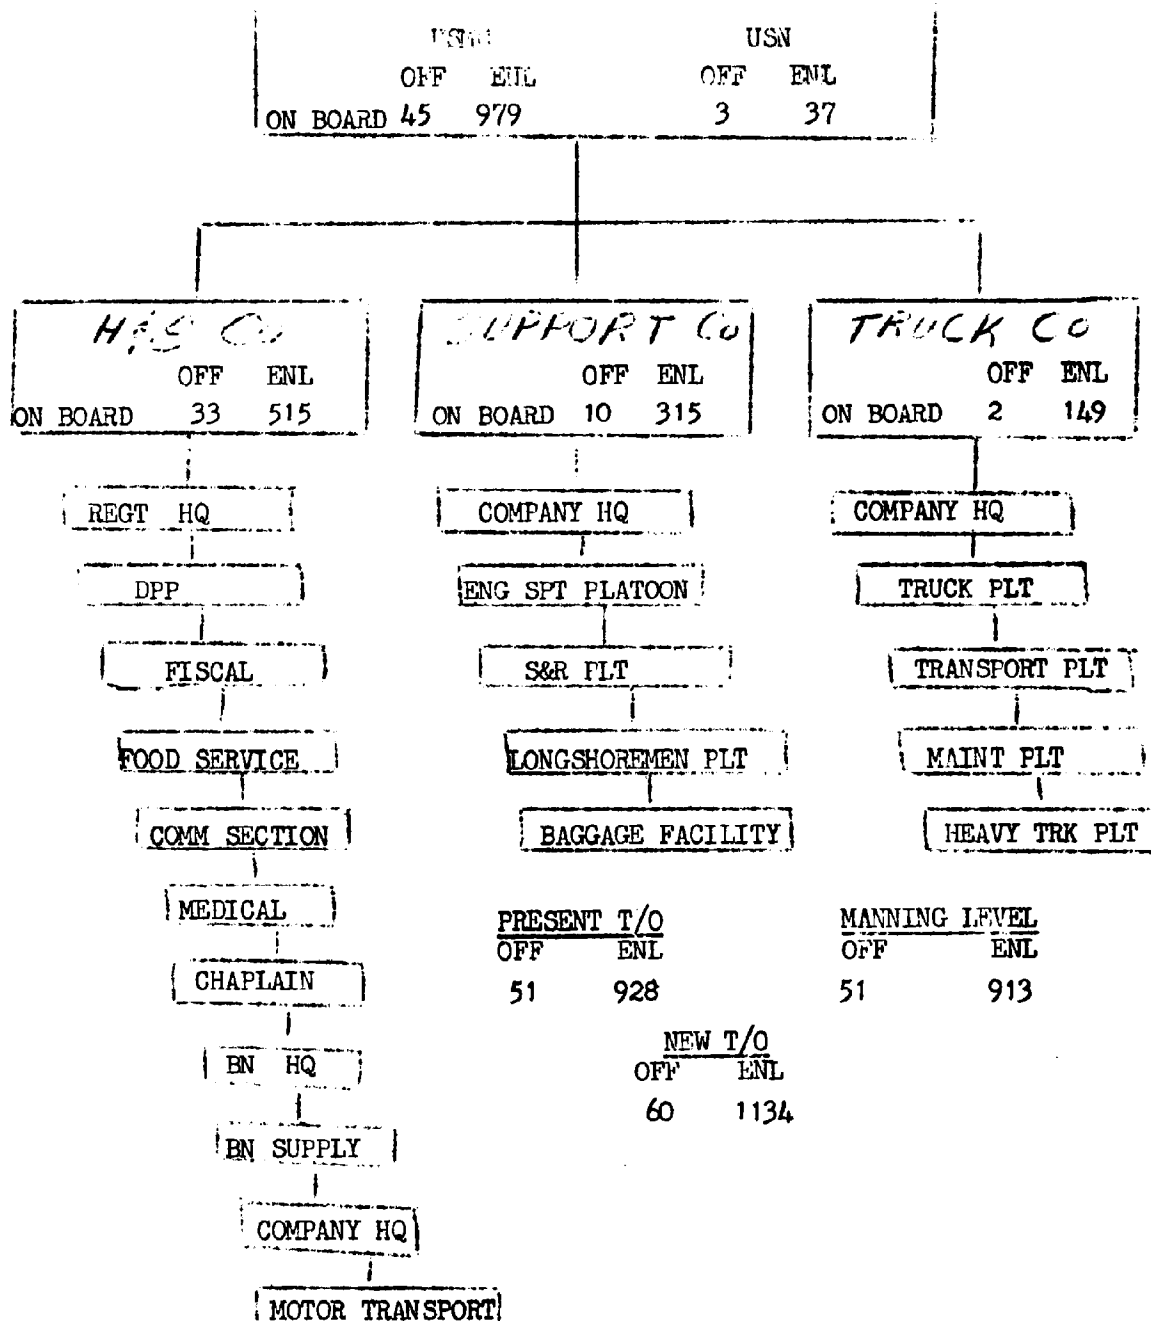 USMC USN
OFF ENL OFF ENL
ON BOARD 45 979 3 37
H&S Co
OFF ENL
ON BOARD 33 515
SUPPORT Co
OFF ENL
ON BOARD 10 315
TRUCK Co
OFF ENL
ON BOARD 2 149
REGT HQ
DPP
FISCAL
FOOD SERVICE
COMM SECTION
MEDICAL
CHAPLAIN
BN HQ
BN SUPPLY
COMPANY HQ
MOTOR TRANSPORT
COMPANY HQ
ENG SPT PLATOON
S&R PLT
LONGSHOREMEN PLT
BAGGAGE FACILITY
COMPANY HQ
TRUCK PLT
TRANSPORT PLT
MAINT PLT
HEAVY TRK PLT
PRESENT T/O
OFF ENL
51 928
MANNING LEVEL
OFF ENL
51 913
NEW T/O
OFF ENL
60 1134